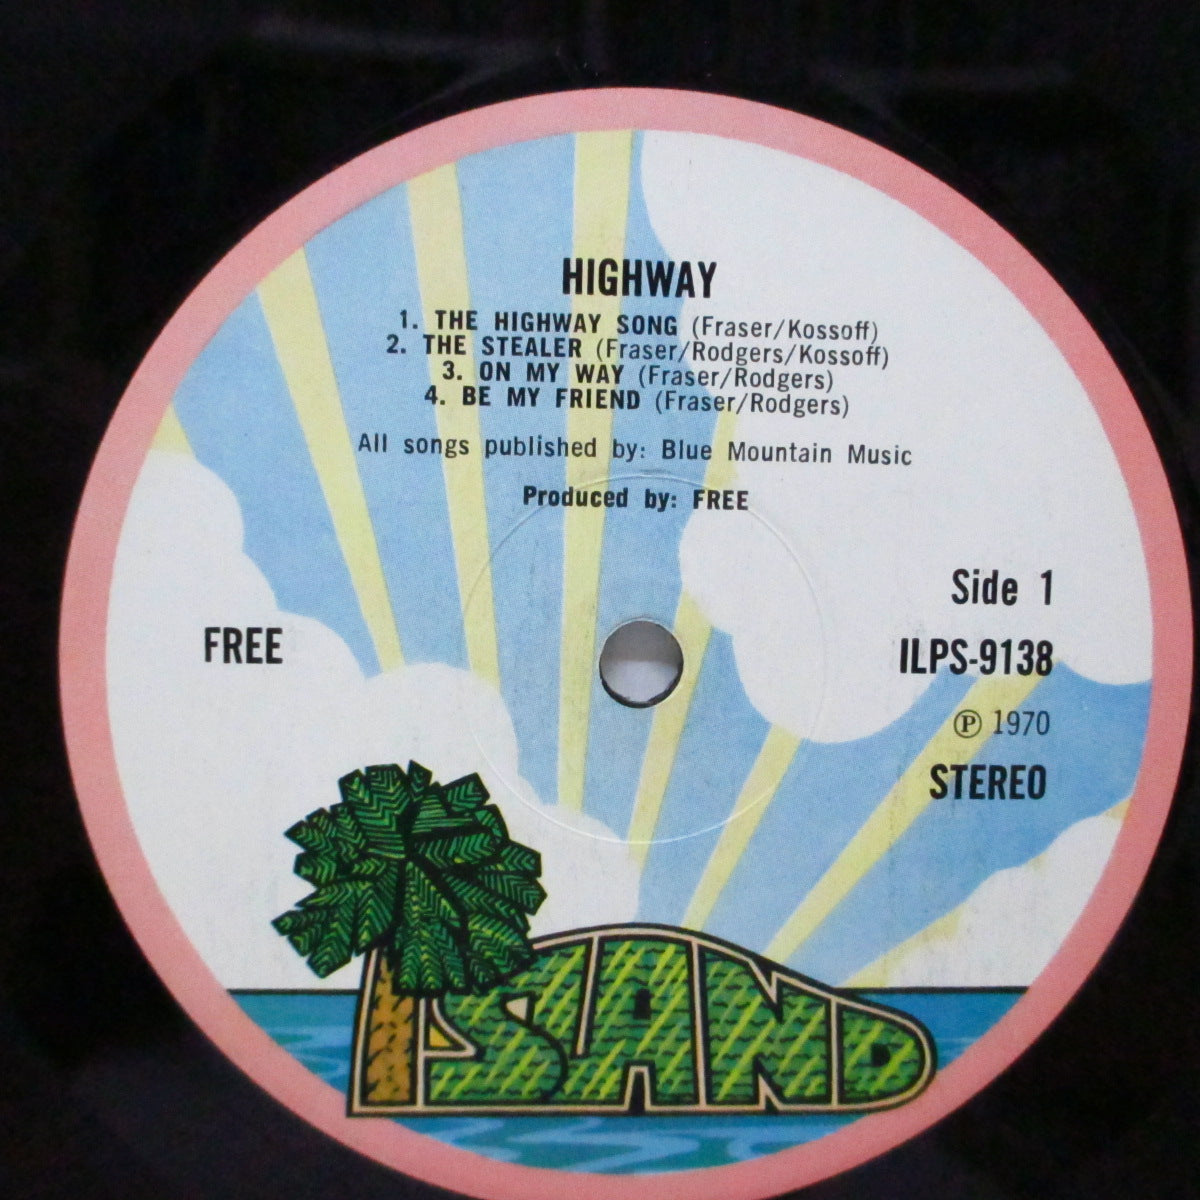 HIGHWAY
1. THE HIGHWAY SONG (Fraser/Kossoff)
2. THE STEALER (Fraser/Rodgers/Kossoff)
3. ON MY WAY (Fraser/Rodgers)
4. BE MY FRIEND (Fraser/Rodgers)
All songs published by: Blue Mountain Music
Produced by: FREE
Side 1
FREE
ILPS-9138
℗ 1970
STEREO
ISLAND